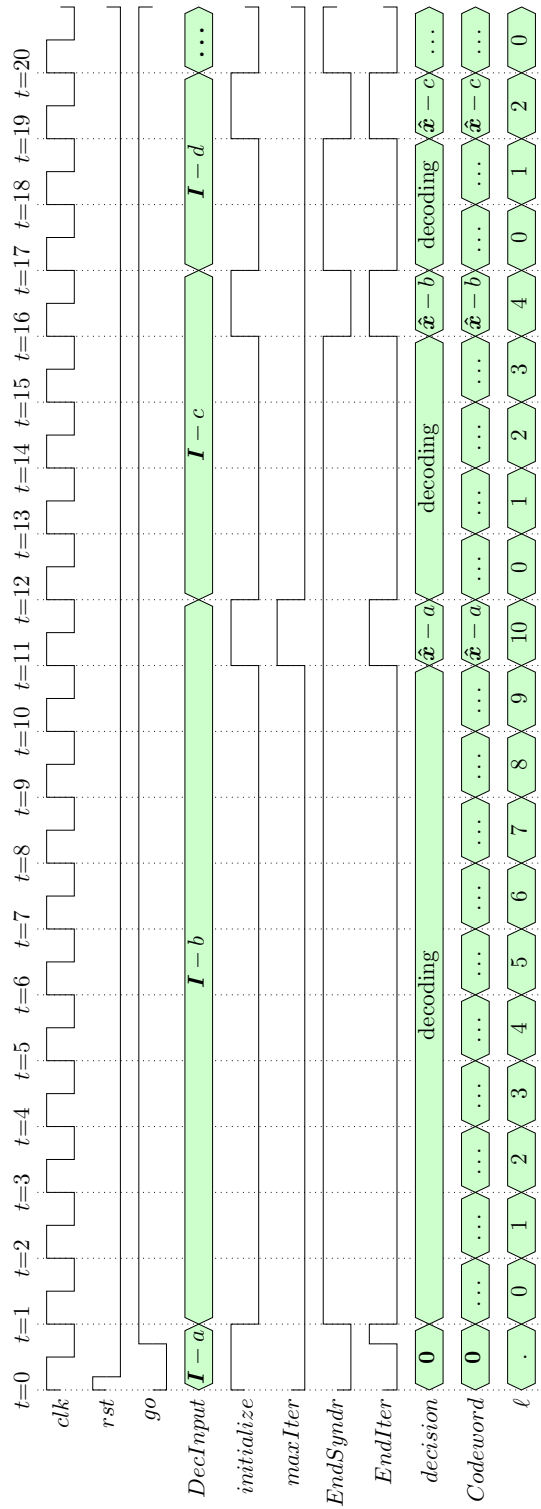 t=0 t=1 t=2 t=3 t=4 t=5 t=6 t=7 t=8 t=9 t=10 t=11 t=12 t=13 t=14 t=15 t=16 t=17 t=18 t=19 t=20
clk
rst
go
DecInput I − a I − b I − c I − d ...
initialize
maxIter
EndSyndr
EndIter
decision 0 decoding x̂ − a decoding x̂ − b decoding x̂ − c ...
Codeword 0 ... ... ... ... ... ... ... ... ... ... x̂ − a ... ... ... ... x̂ − b ... ... x̂ − c ...
ℓ . 0 1 2 3 4 5 6 7 8 9 10 0 1 2 3 4 0 1 2 0